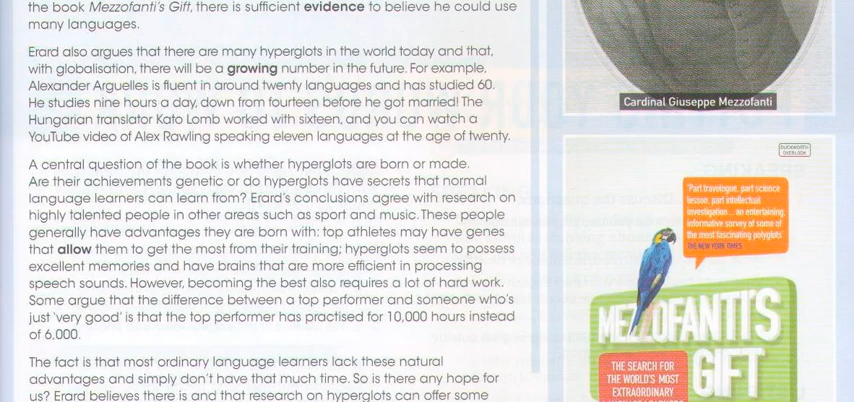 the book Mezzofanti's Gift, there is sufficient evidence to believe he could use
many languages.
Erard also argues that there are many hyperglots in the world today and that,
with globalisation, there will be a growing number in the future. For example,
Alexander Arguelles is fluent in around twenty languages and has studied 60.
He studies nine hours a day, down from fourteen before he got married! The
Hungarian translator Kato Lomb worked with sixteen, and you can watch a
YouTube video of Alex Rawling speaking eleven languages at the age of twenty.
A central question of the book is whether hyperglots are born or made.
Are their achievements genetic or do hyperglots have secrets that normal
language learners can learn from? Erard's conclusions agree with research on
highly talented people in other areas such as sport and music. These people
generally have advantages they are born with: top athletes may have genes
that allow them to get the most from their training; hyperglots seem to possess
excellent memories and have brains that are more efficient in processing
speech sounds. However, becoming the best also requires a lot of hard work.
Some argue that the difference between a top performer and someone who's
just 'very good' is that the top performer has practised for 10,000 hours instead
of 6,000.
The fact is that most ordinary language learners lack these natural
advantages and simply don't have that much time. So is there any hope for
us? Erard believes there is and that research on hyperglots can offer some
Cardinal Giuseppe Mezzofanti
DUCKWORTH
OVERLOOK
'Part travelogue, part science
lesson, part intellectual
investigation... an entertaining,
informative survey of some of
the most fascinating polyglots'
THE NEW YORK TIMES
MEZZOFANTI'S
GIFT
THE SEARCH FOR
THE WORLD'S MOST
EXTRAORDINARY